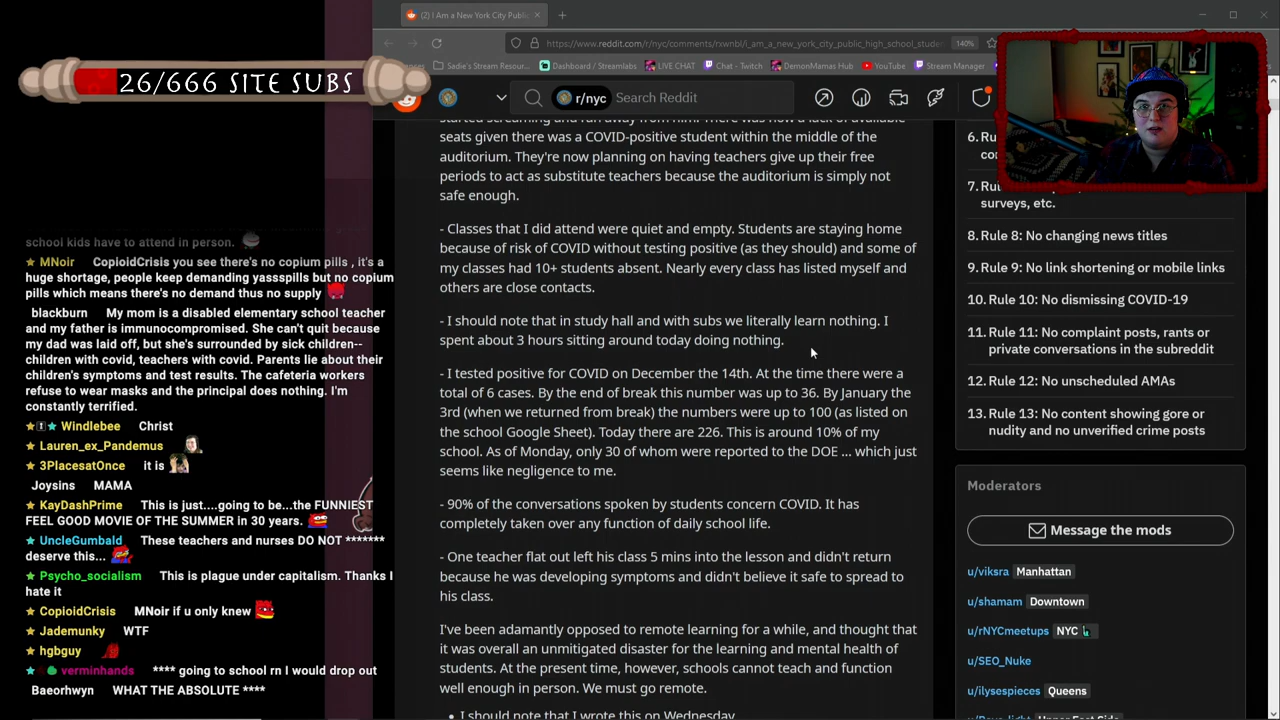 26/666 SITE SUBS
school kids have to attend in person.
MNoir CopioidCrisis you see there's no copium pills , it's a
huge shortage, people keep demanding yassspills but no copium
pills which means there's no demand thus no supply
blackburn My mom is a disabled elementary school teacher
and my father is immunocompromised. She can't quit because
my dad was laid off, but she's surrounded by sick children--
children with covid, teachers with covid. Parents lie about their
children's symptoms and test results. The cafeteria workers
refuse to wear masks and the principal does nothing. I'm
constantly terrified.
Windlebee Christ
Lauren_ex_Pandemus
3PlacesatOnce it is
Joysins MAMA
KayDashPrime This is just....going to be...the FUNNIEST
FEEL GOOD MOVIE OF THE SUMMER in 30 years.
UncleGumbald These teachers and nurses DO NOT *******
deserve this...
Psycho_socialism This is plague under capitalism. Thanks I
hate it
CopioidCrisis MNoir if u only knew
Jademunky WTF
hgbguy
verminhands **** going to school rn I would drop out
Baeorhwyn WHAT THE ABSOLUTE ****
(2) I Am a New York City Public
https://www.reddit.com/r/nyc/comments/rxwnbl/i_am_a_new_york_city_public_high_school_stude
140%
Sadie's Stream Resour... Dashboard / Streamlabs LIVE CHAT Chat - Twitch DemonMamas Hub YouTube Stream Manager
r/nyc Search Reddit
started screaming and ran away from him. There was now a lack of available
seats given there was a COVID-positive student within the middle of the
auditorium. They're now planning on having teachers give up their free
periods to act as substitute teachers because the auditorium is simply not
safe enough.
- Classes that I did attend were quiet and empty. Students are staying home
because of risk of COVID without testing positive (as they should) and some of
my classes had 10+ students absent. Nearly every class has listed myself and
others are close contacts.
- I should note that in study hall and with subs we literally learn nothing. I
spent about 3 hours sitting around today doing nothing.
- I tested positive for COVID on December the 14th. At the time there were a
total of 6 cases. By the end of break this number was up to 36. By January the
3rd (when we returned from break) the numbers were up to 100 (as listed on
the school Google Sheet). Today there are 226. This is around 10% of my
school. As of Monday, only 30 of whom were reported to the DOE ... which just
seems like negligence to me.
- 90% of the conversations spoken by students concern COVID. It has
completely taken over any function of daily school life.
- One teacher flat out left his class 5 mins into the lesson and didn't return
because he was developing symptoms and didn't believe it safe to spread to
his class.
I've been adamantly opposed to remote learning for a while, and thought that
it was overall an unmitigated disaster for the learning and mental health of
students. At the present time, however, schools cannot teach and function
well enough in person. We must go remote.
• I should note that I wrote this on Wednesday
6. Ru
co
7. Ru
surveys, etc.
8. Rule 8: No changing news titles
9. Rule 9: No link shortening or mobile links
10. Rule 10: No dismissing COVID-19
11. Rule 11: No complaint posts, rants or
private conversations in the subreddit
12. Rule 12: No unscheduled AMAs
13. Rule 13: No content showing gore or
nudity and no unverified crime posts
Moderators
Message the mods
u/viksra Manhattan
u/shamam Downtown
u/rNYCmeetups NYC
u/SEO_Nuke
u/ilysespieces Queens